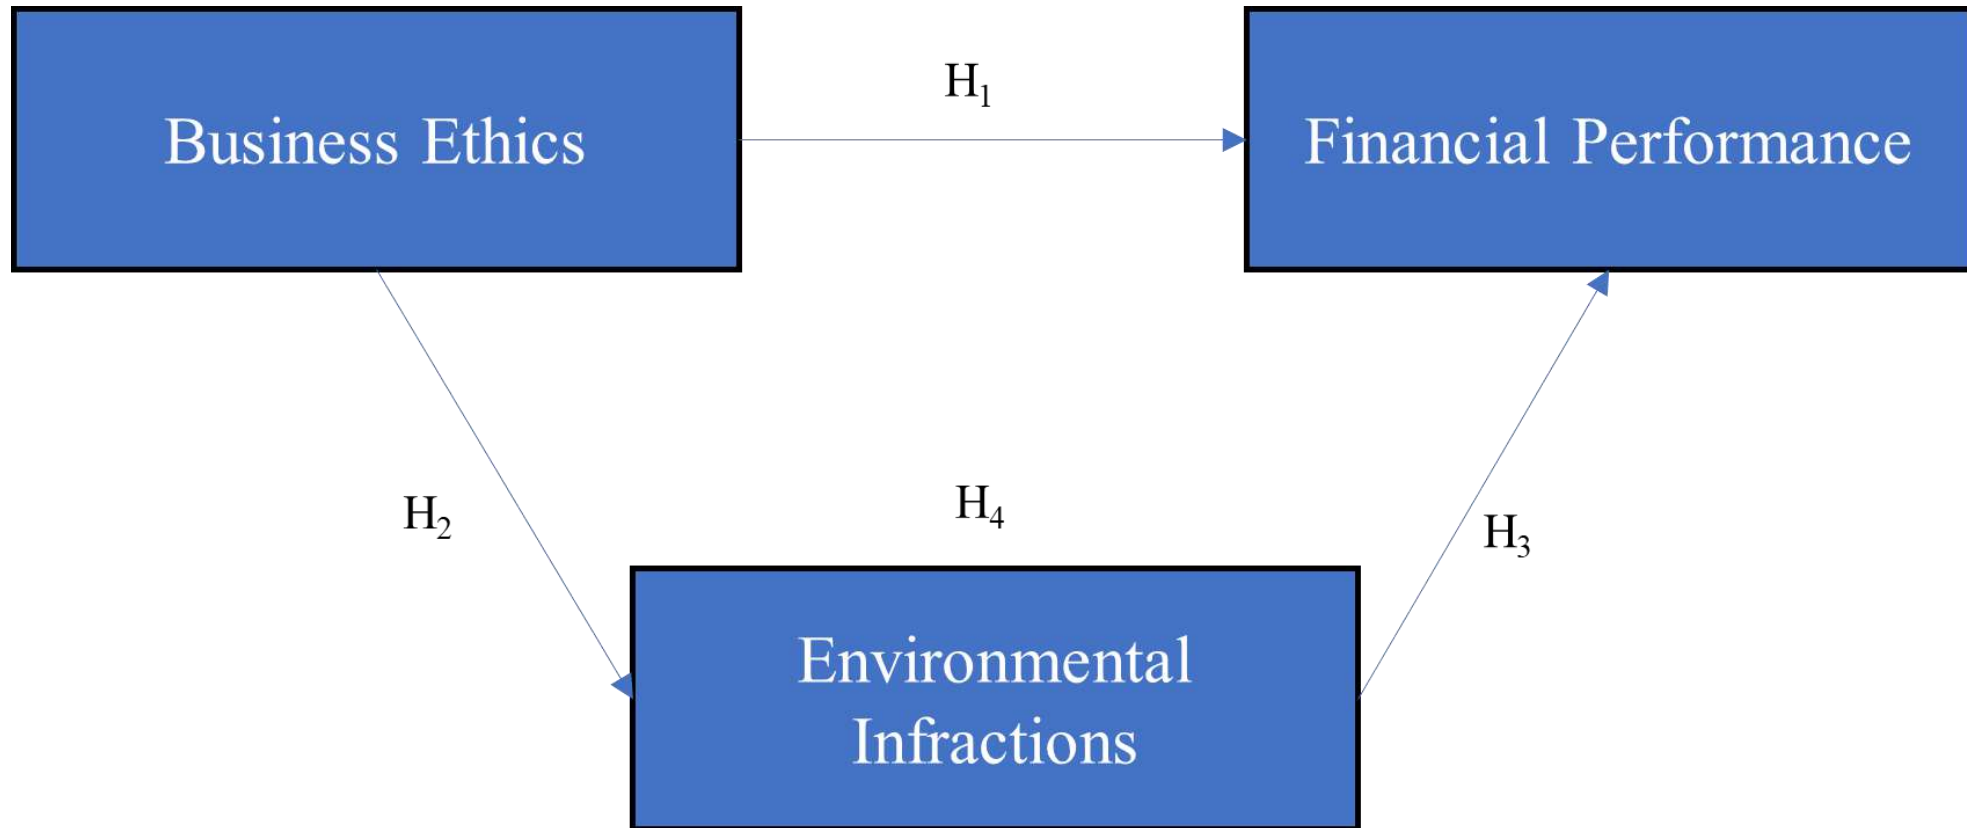 H₁
Business Ethics
Financial Performance
H₂
H₄
H₃
Environmental
Infractions